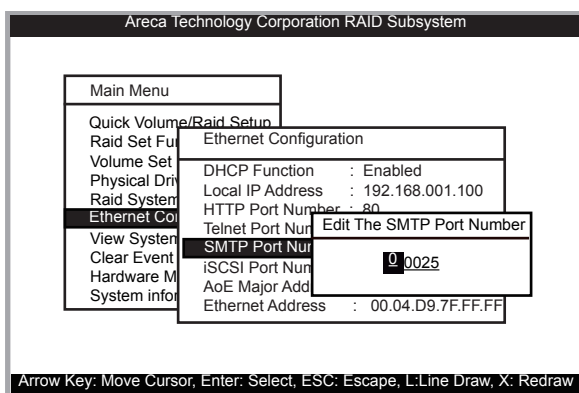 Areca Technology Corporation RAID Subsystem
Main Menu
Quick Volume/Raid Setup
Raid Set Fu
Volume Set
Physical Driv
Raid System
Ethernet Con
View System
Clear Event
Hardware M
System infor
Ethernet Configuration
DHCP Function : Enabled
Local IP Address : 192.168.001.100
HTTP Port Number : 80
Telnet Port Num
SMTP Port Num
iSCSI Port Num
AoE Major Add
Ethernet Address : 00.04.D9.7F.FF.FF
Edit The SMTP Port Number
0 0025
Arrow Key: Move Cursor, Enter: Select, ESC: Escape, L:Line Draw, X: Redraw